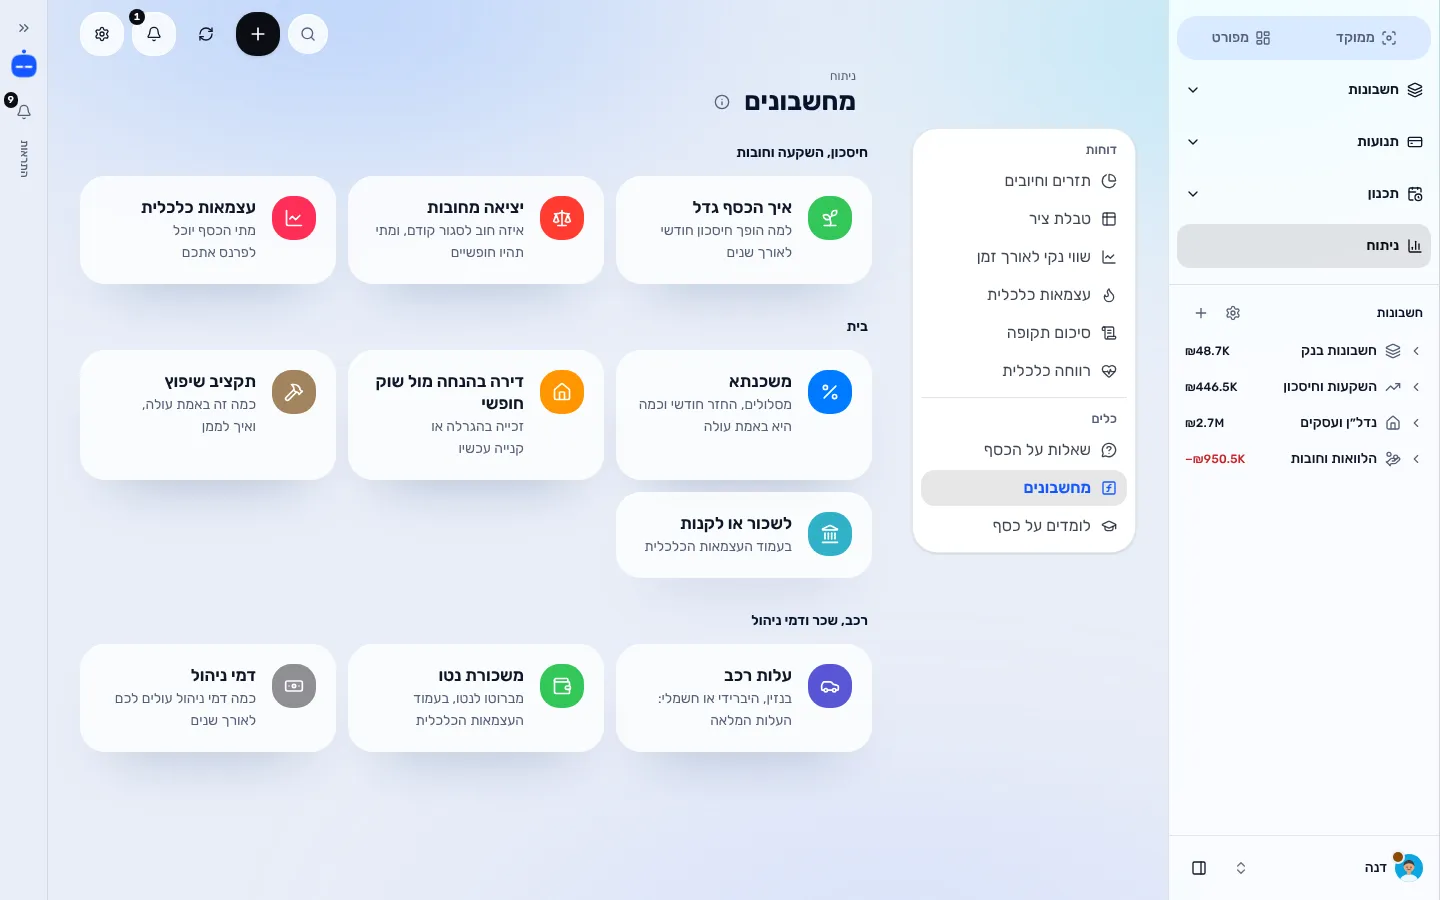 ממוקד
מפורט
חשבונות
תנועות
תכנון
ניתוח
חשבונות
חשבונות בנק
₪48.7K
השקעות וחיסכון
₪446.5K
נדל״ן ועסקים
₪2.7M
הלוואות וחובות
−₪950.5K
דנה
1
ניתוח
מחשבונים
דוחות
תזרים וחיובים
טבלת ציר
שווי נקי לאורך זמן
עצמאות כלכלית
סיכום תקופה
רווחה כלכלית
כלים
שאלות על הכסף
מחשבונים
לומדים על כסף
חיסכון, השקעה וחובות
איך הכסף גדל
למה הופך חיסכון חודשי
לאורך שנים
יציאה מחובות
איזה חוב לסגור קודם, ומתי
תהיו חופשיים
עצמאות כלכלית
מתי הכסף יוכל
לפרנס אתכם
בית
משכנתא
מסלולים, החזר חודשי וכמה
היא באמת עולה
דירה בהנחה מול שוק
חופשי
זכייה בהגרלה או
קנייה עכשיו
תקציב שיפוץ
כמה זה באמת עולה,
ואיך לממן
לשכור או לקנות
בעמוד העצמאות הכלכלית
רכב, שכר ודמי ניהול
עלות רכב
בנזין, היברידי או חשמלי:
העלות המלאה
משכורת נטו
מברוטו לנטו, בעמוד
העצמאות הכלכלית
דמי ניהול
כמה דמי ניהול עולים לכם
לאורך שנים
9
התראות